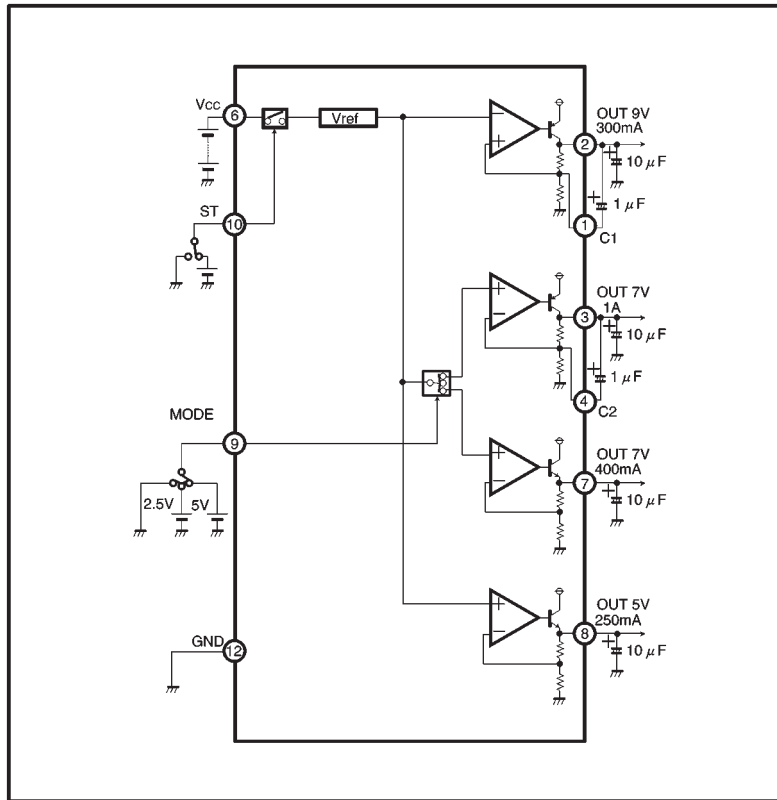 Vcc
6
Vref
OUT 9V
300mA
2
10 μF
1 μF
1
C1
ST
10
OUT 7V
1A
3
10 μF
1 μF
4
C2
MODE
9
2.5V 5V
OUT 7V
400mA
7
10 μF
OUT 5V
250mA
8
10 μF
GND
12